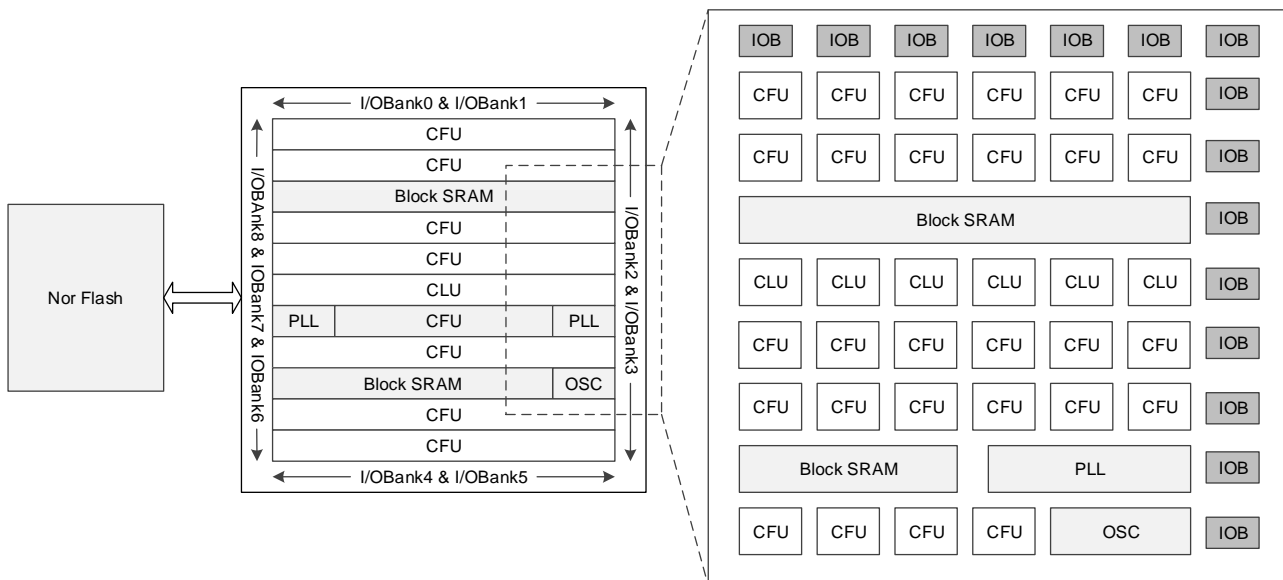 Nor Flash
I/OBank0 & I/OBank1
I/OBAnk8 & IOBank7 & IOBank6
CFU
CFU
Block SRAM
CFU
CFU
CLU
PLL CFU PLL
CFU
Block SRAM OSC
CFU
CFU
I/OBank2 & I/OBank3
I/OBank4 & I/OBank5
IOB IOB IOB IOB IOB IOB IOB
CFU CFU CFU CFU CFU CFU IOB
CFU CFU CFU CFU CFU CFU IOB
Block SRAM IOB
CLU CLU CLU CLU CLU CLU IOB
CFU CFU CFU CFU CFU CFU IOB
CFU CFU CFU CFU CFU CFU IOB
Block SRAM PLL IOB
CFU CFU CFU CFU OSC IOB